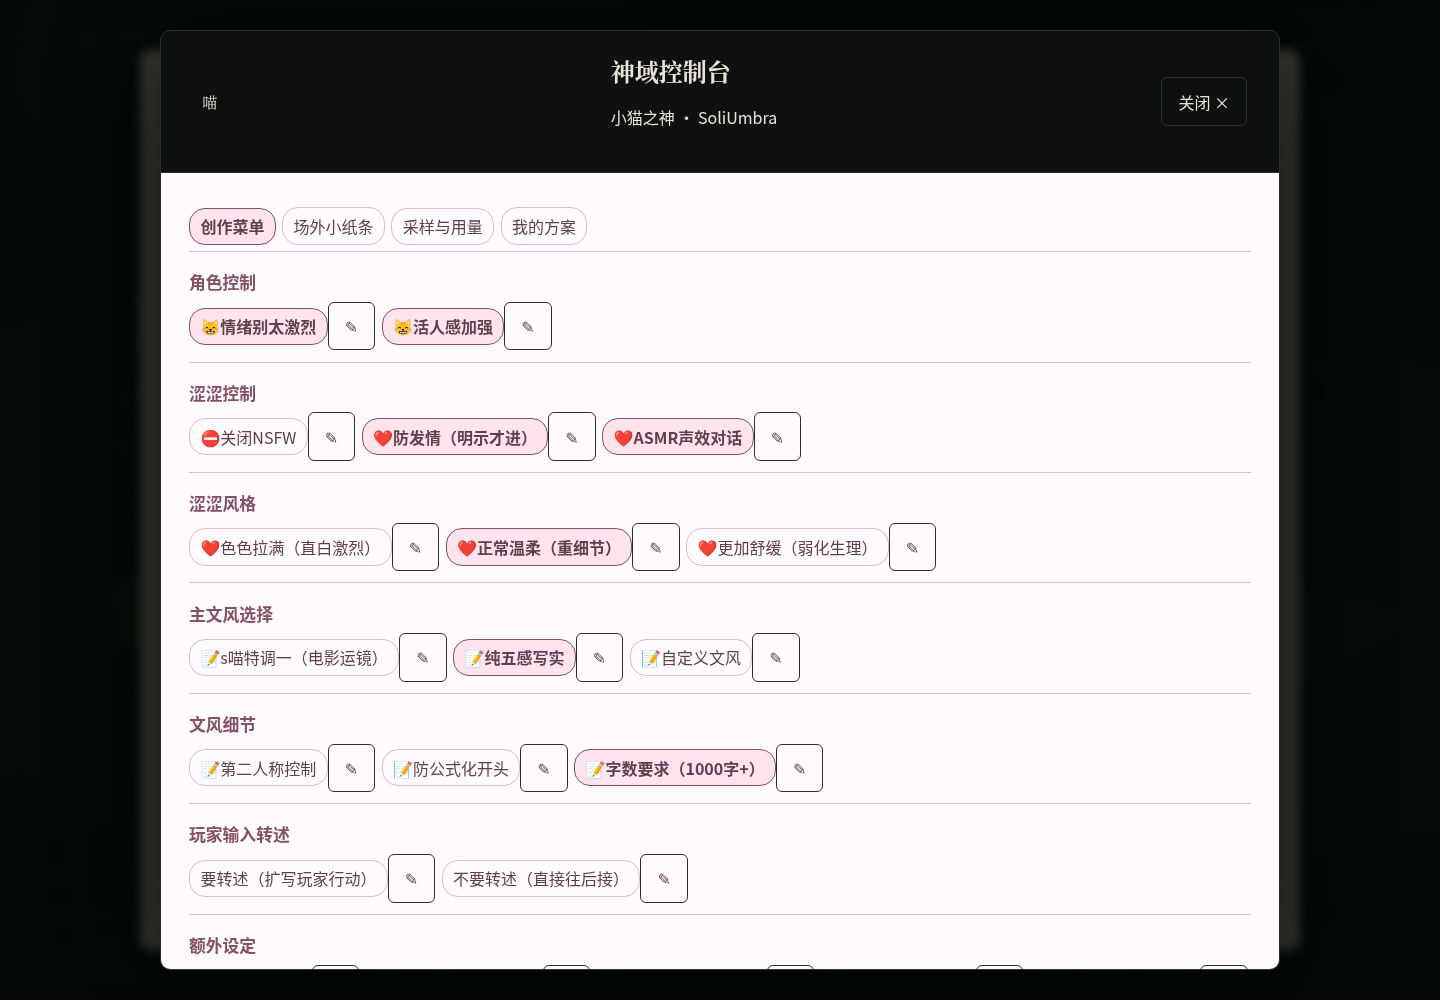 神域控制台
喵
小猫之神 · SoliUmbra
关闭 ×
创作菜单 场外小纸条 采样与用量 我的方案
角色控制
😸情绪别太激烈 ✎ 😸活人感加强 ✎
涩涩控制
⛔关闭NSFW ✎ ❤️防发情（明示才进） ✎ ❤️ASMR声效对话 ✎
涩涩风格
❤️色色拉满（直白激烈） ✎ ❤️正常温柔（重细节） ✎ ❤️更加舒缓（弱化生理） ✎
主文风选择
📝s喵特调一（电影运镜） ✎ 📝纯五感写实 ✎ 📝自定义文风 ✎
文风细节
📝第二人称控制 ✎ 📝防公式化开头 ✎ 📝字数要求（1000字+） ✎
玩家输入转述
要转述（扩写玩家行动） ✎ 不要转述（直接往后接） ✎
额外设定